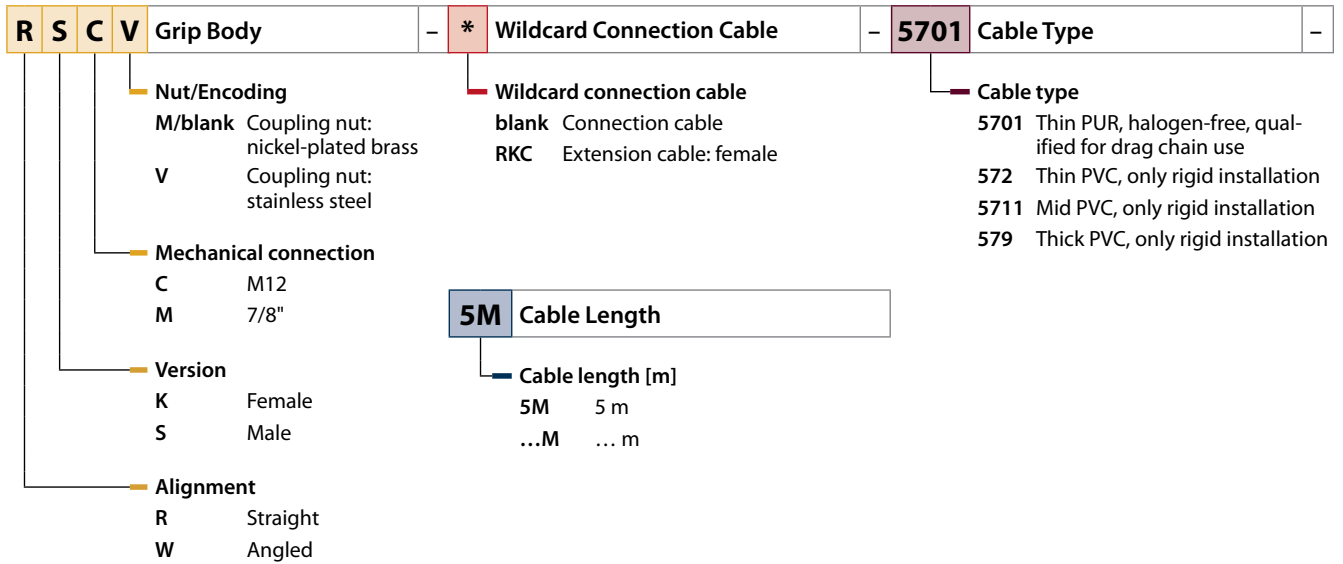 R S C V Grip Body – * Wildcard Connection Cable – 5701 Cable Type –
Nut/Encoding
M/blank Coupling nut:
nickel-plated brass
V Coupling nut:
stainless steel
Mechanical connection
C M12
M 7/8"
Version
K Female
S Male
Alignment
R Straight
W Angled
Wildcard connection cable
blank Connection cable
RKC Extension cable: female
Cable type
5701 Thin PUR, halogen-free, qual-
ified for drag chain use
572 Thin PVC, only rigid installation
5711 Mid PVC, only rigid installation
579 Thick PVC, only rigid installation
5M Cable Length
Cable length [m]
5M 5 m
…M … m